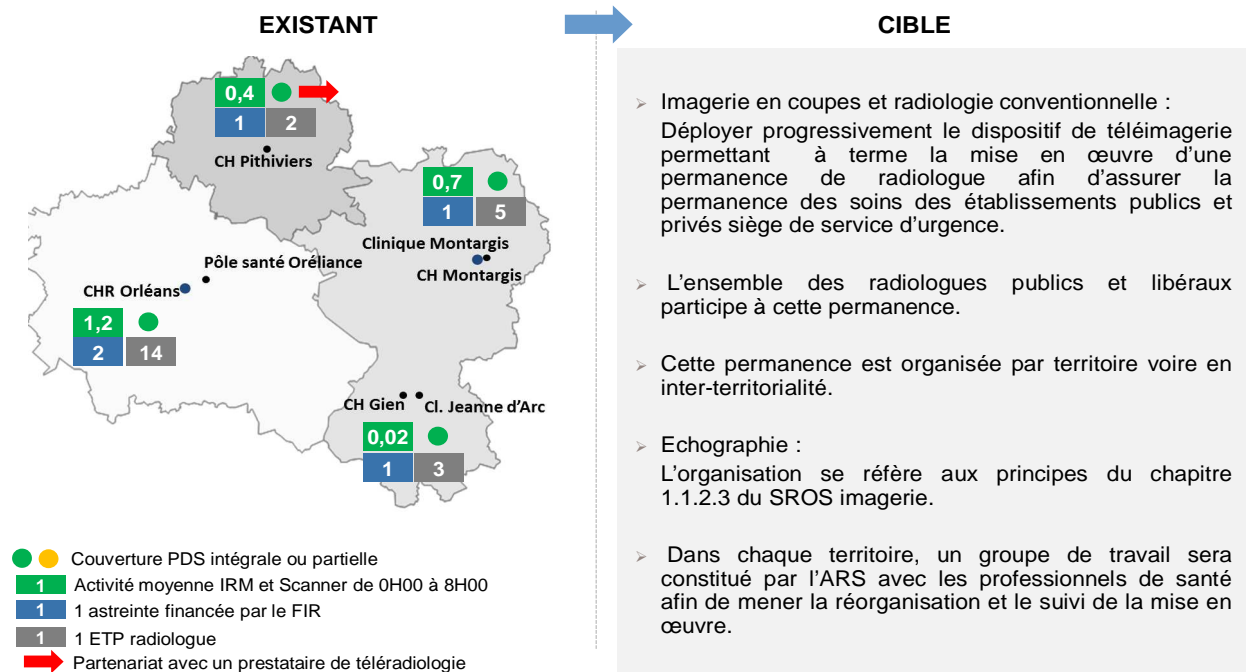 EXISTANT
0,4
1
2
CH Pithiviers
0,7
1
5
Clinique Montargis
CH Montargis
Pôle santé Oréliance
CHR Orléans
1,2
2
14
CH Gien
Cl. Jeanne d'Arc
0,02
1
3
Couverture PDS intégrale ou partielle
1 Activité moyenne IRM et Scanner de 0H00 à 8H00
1 1 astreinte financée par le FIR
1 1 ETP radiologue
Partenariat avec un prestataire de téléradiologie
CIBLE
Imagerie en coupes et radiologie conventionnelle :
Déployer progressivement le dispositif de téléimagerie
permettant à terme la mise en œuvre d'une
permanence de radiologue afin d'assurer la
permanence des soins des établissements publics et
privés siège de service d'urgence.
L'ensemble des radiologues publics et libéraux
participe à cette permanence.
Cette permanence est organisée par territoire voire en
inter-territorialité.
Echographie :
L'organisation se réfère aux principes du chapitre
1.1.2.3 du SROS imagerie.
Dans chaque territoire, un groupe de travail sera
constitué par l'ARS avec les professionnels de santé
afin de mener la réorganisation et le suivi de la mise en
œuvre.